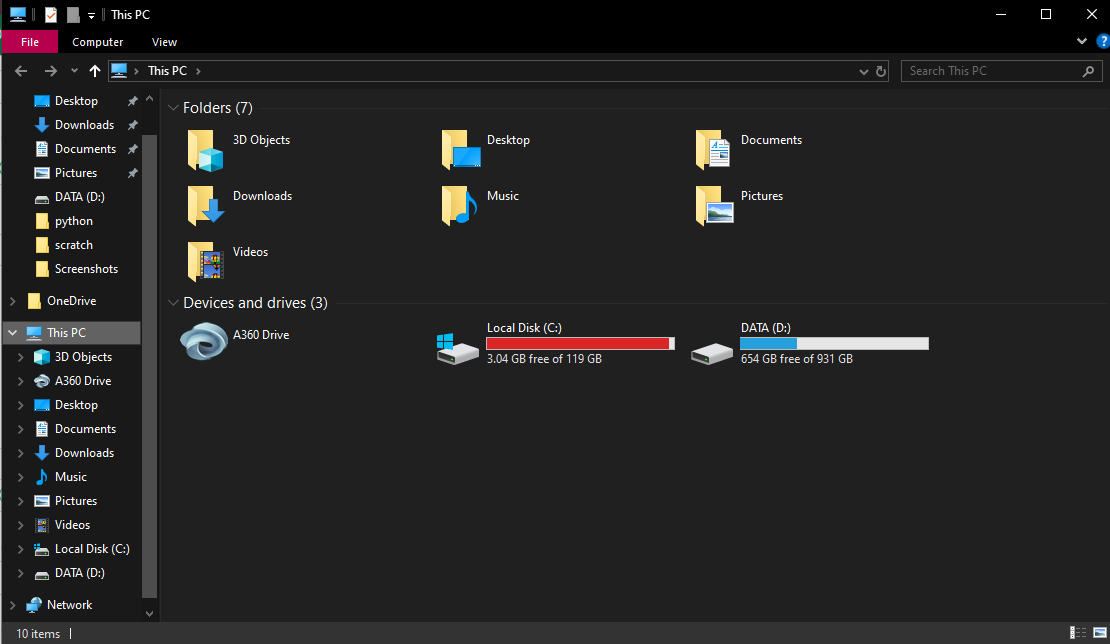 This PC
File Computer View
This PC
Search This PC
Desktop
Downloads
Documents
Pictures
DATA (D:)
python
scratch
Screenshots
OneDrive
This PC
3D Objects
A360 Drive
Desktop
Documents
Downloads
Music
Pictures
Videos
Local Disk (C:)
DATA (D:)
Network
Folders (7)
3D Objects
Desktop
Documents
Downloads
Music
Pictures
Videos
Devices and drives (3)
A360 Drive
Local Disk (C:)
3.04 GB free of 119 GB
DATA (D:)
654 GB free of 931 GB
10 items